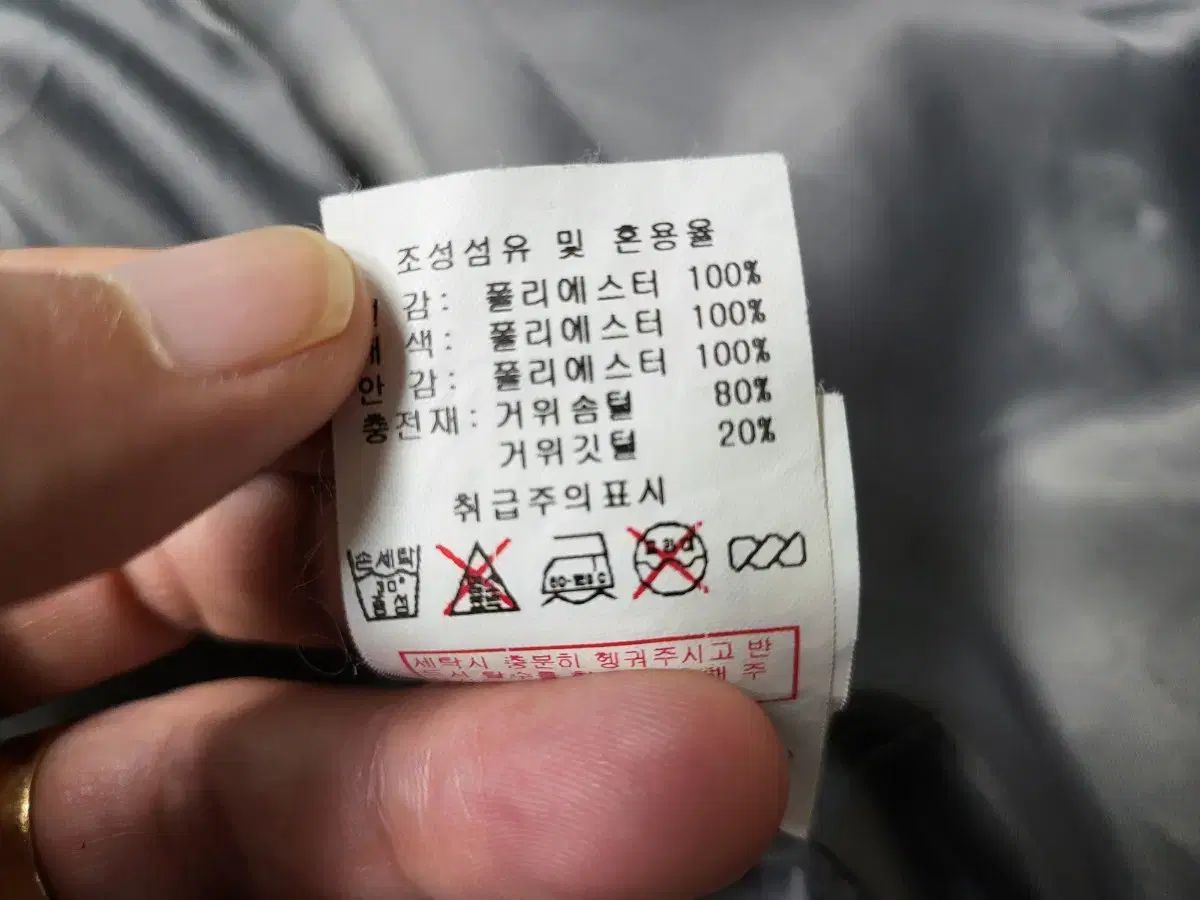 조성섬유 및 혼용율
감: 폴리에스터 100%
색: 폴리에스터 100%
안 감: 폴리에스터 100%
충전재: 거위솜털 80%
거위깃털 20%
취급주의표시
손세탁
세탁시 충분히 헹궈주시고 반